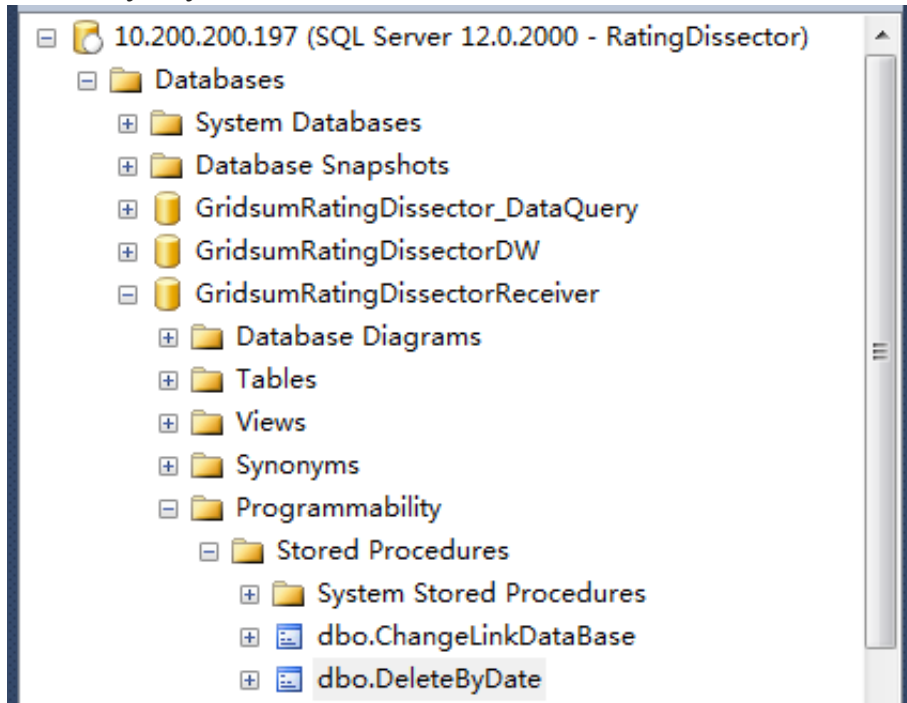 10.200.200.197 (SQL Server 12.0.2000 - RatingDissector)
Databases
System Databases
Database Snapshots
GridsumRatingDissector_DataQuery
GridsumRatingDissectorDW
GridsumRatingDissectorReceiver
Database Diagrams
Tables
Views
Synonyms
Programmability
Stored Procedures
System Stored Procedures
dbo.ChangeLinkDataBase
dbo.DeleteByDate